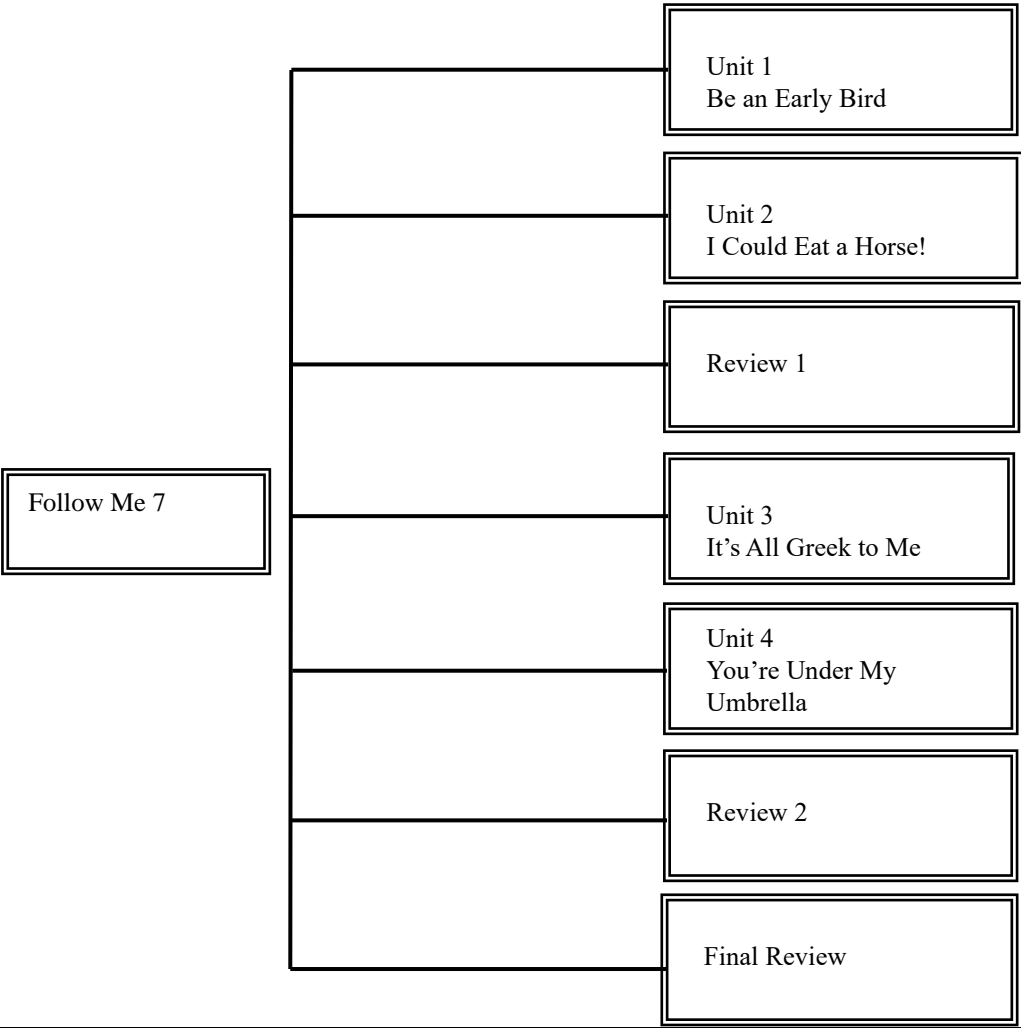 Follow Me 7
Unit 1
Be an Early Bird
Unit 2
I Could Eat a Horse!
Review 1
Unit 3
It's All Greek to Me
Unit 4
You're Under My
Umbrella
Review 2
Final Review